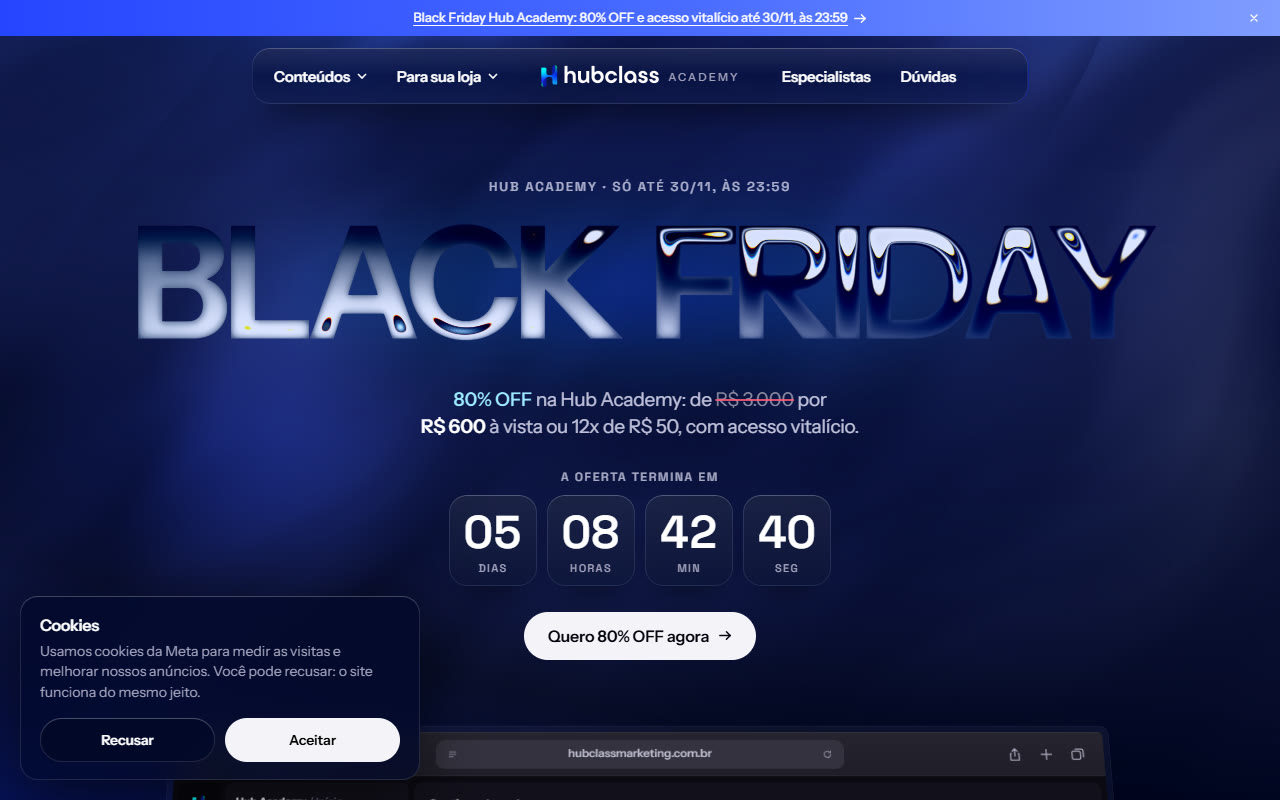 Black Friday Hub Academy: 80% OFF e acesso vitalício até 30/11, às 23:59 →
Conteúdos
Para sua loja
hubclass ACADEMY
Especialistas
Dúvidas
HUB ACADEMY · SÓ ATÉ 30/11, ÀS 23:59
BLACK FRIDAY
80% OFF na Hub Academy: de R$ 3.000 por
R$ 600 à vista ou 12x de R$ 50, com acesso vitalício.
A OFERTA TERMINA EM
05 08 42 40
DIAS HORAS MIN SEG
Quero 80% OFF agora →
Cookies
Usamos cookies da Meta para medir as visitas e
melhorar nossos anúncios. Você pode recusar: o site
funciona do mesmo jeito.
Recusar
Aceitar
hubclassmarketing.com.br